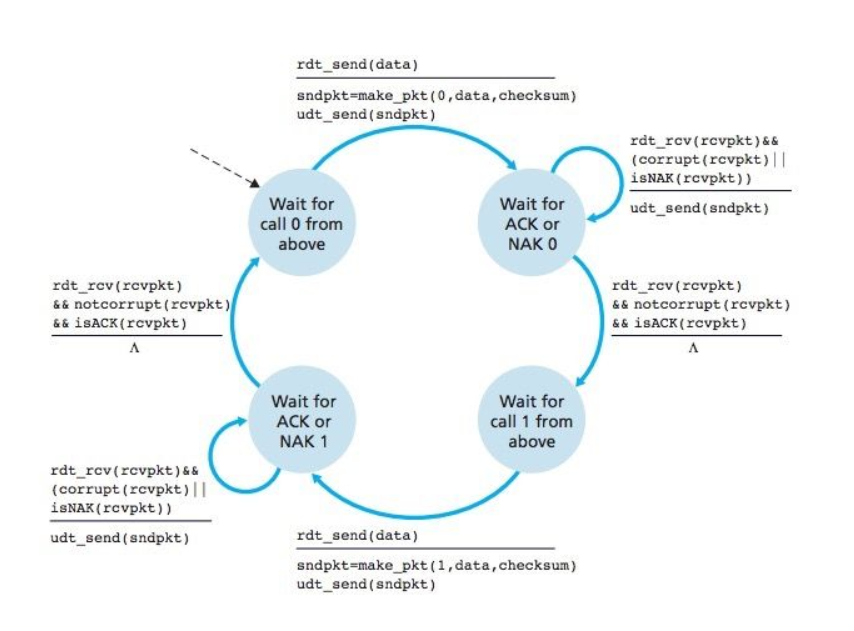 rdt_send(data)
sndpkt=make_pkt(0,data,checksum)
udt_send(sndpkt)
rdt_rcv(rcvpkt)&&
(corrupt(rcvpkt)||
isNAK(rcvpkt))
udt_send(sndpkt)
Wait for
call 0 from
above
Wait for
ACK or
NAK 0
rdt_rcv(rcvpkt)
&& notcorrupt(rcvpkt)
&& isACK(rcvpkt)
Λ
rdt_rcv(rcvpkt)
&& notcorrupt(rcvpkt)
&& isACK(rcvpkt)
Λ
Wait for
ACK or
NAK 1
Wait for
call 1 from
above
rdt_rcv(rcvpkt)&&
(corrupt(rcvpkt)||
isNAK(rcvpkt))
udt_send(sndpkt)
rdt_send(data)
sndpkt=make_pkt(1,data,checksum)
udt_send(sndpkt)